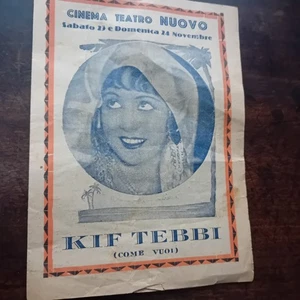 CINEMA TEATRO NUOVO
Sabato 23 e Domenica 24 Novembre
KIF TEBBI
(COME VUOI)